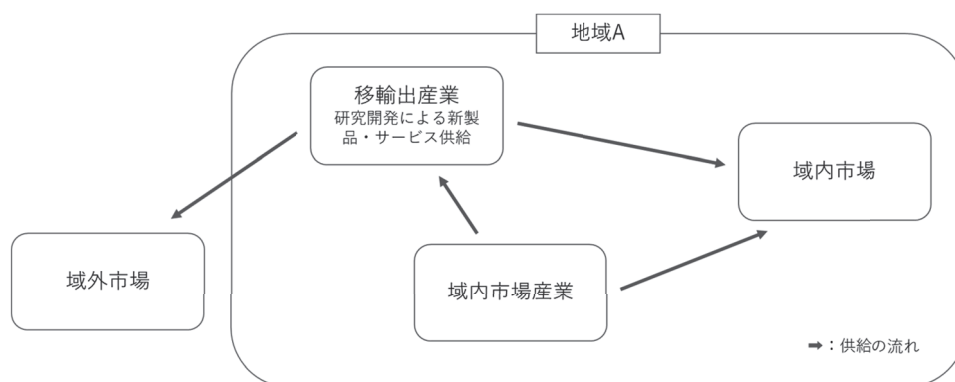 地域A
移輸出産業
研究開発による新製
品・サービス供給
域内市場
域外市場
域内市場産業
➡：供給の流れ